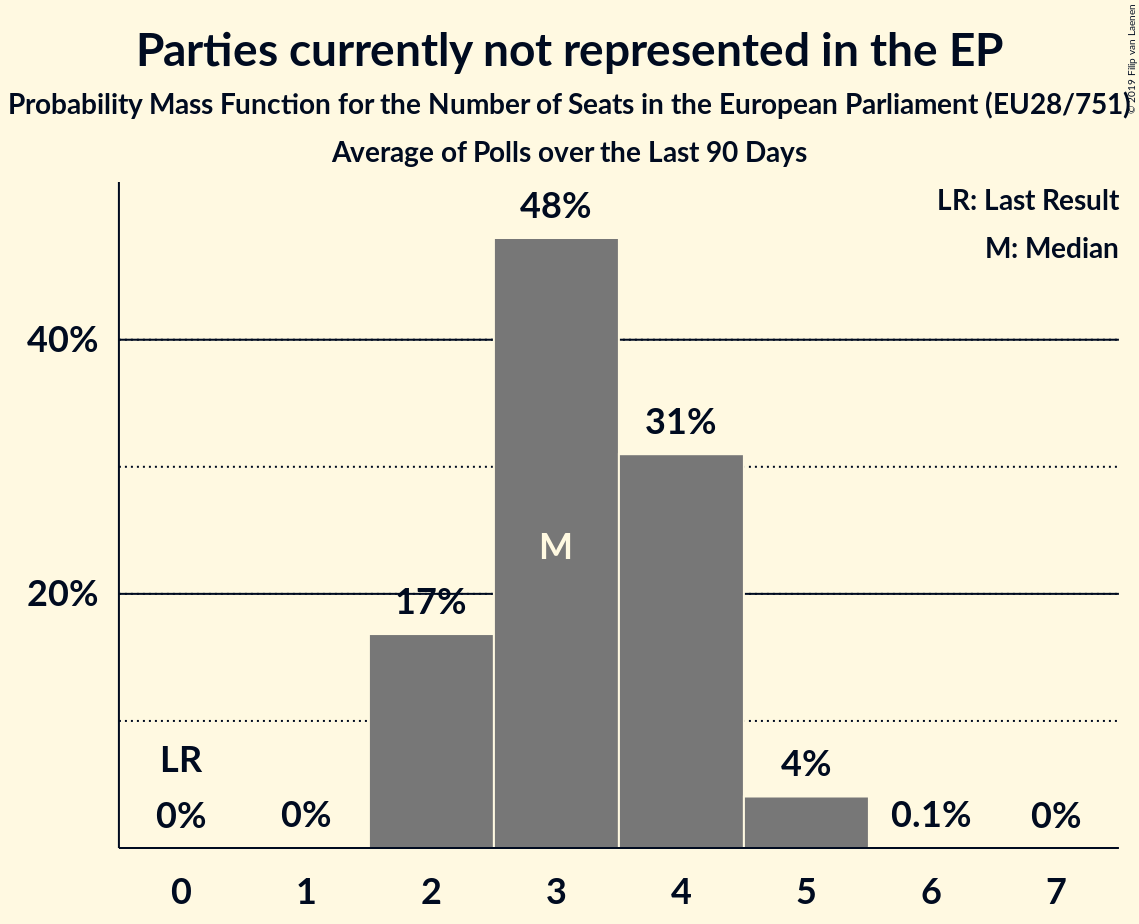 Parties currently not represented in the EP
Probability Mass Function for the Number of Seats in the European Parliament (EU28/751)
Average of Polls over the Last 90 Days
© 2019 Filip van Laenen
LR: Last Result
M: Median
48%
40%
31%
M
20%
17%
LR
4%
0%
0%
0.1%
0%
0 1 2 3 4 5 6 7